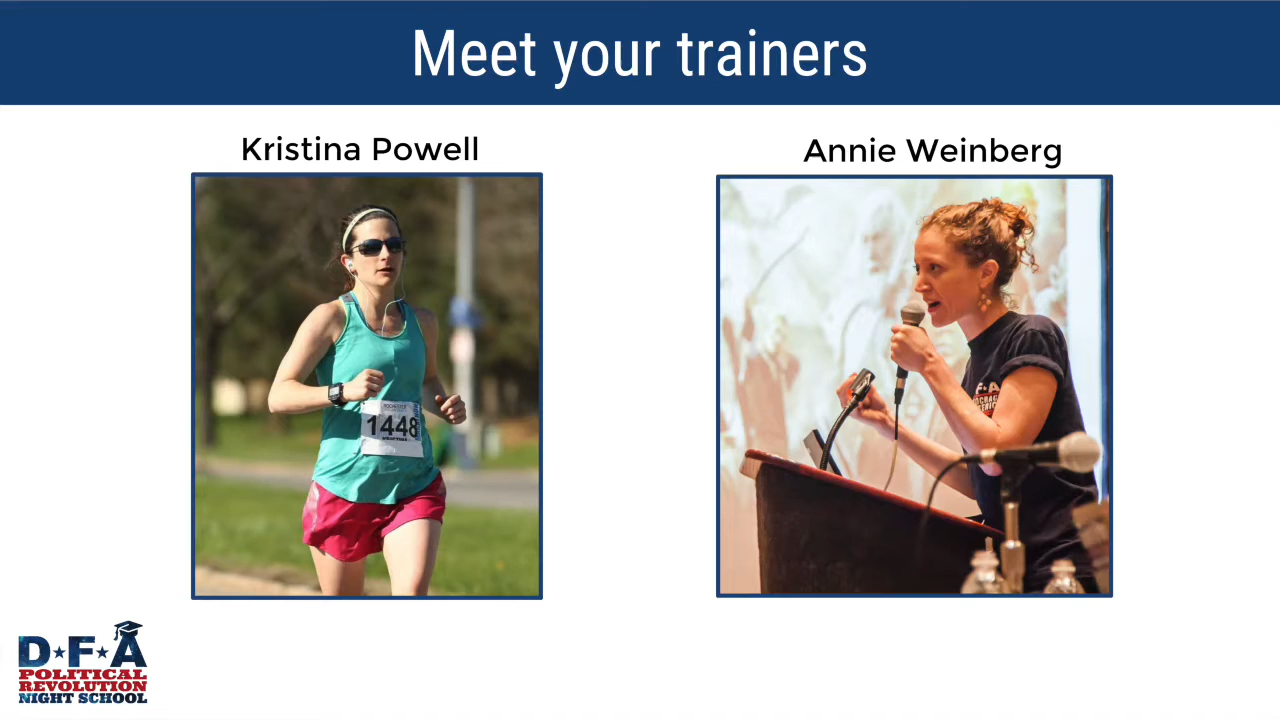 Meet your trainers
Kristina Powell
Annie Weinberg
1448
F·A
D★F★A
POLITICAL
REVOLUTION
NIGHT SCHOOL